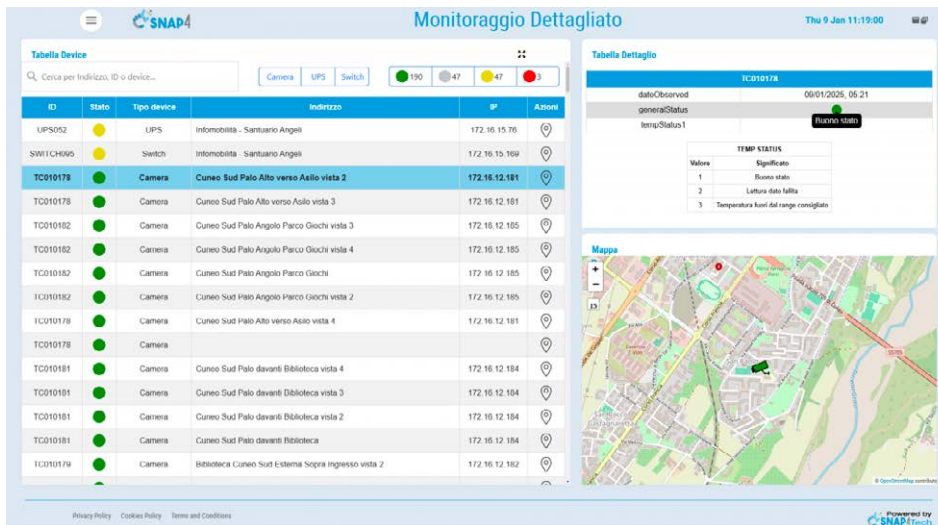 SNAP4
Monitoraggio Dettagliato
Thu 9 Jan 11:19:00
Tabella Device
Cerca per Indirizzo, ID o device...
Camera UPS Switch
190 47 47 3
ID Stato Tipo device Indirizzo IP Azioni
UPS052 UPS Infomobilità - Santuario Angeli 172.16.15.76
SWITCH095 Switch Infomobilità - Santuario Angeli 172.16.15.169
TC010178 Camera Cuneo Sud Palo Alto verso Asilo vista 2 172.16.12.181
TC010178 Camera Cuneo Sud Palo Alto verso Asilo vista 3 172.16.12.181
TC010182 Camera Cuneo Sud Palo Angolo Parco Giochi vista 3 172.16.12.185
TC010182 Camera Cuneo Sud Palo Angolo Parco Giochi vista 4 172.16.12.185
TC010182 Camera Cuneo Sud Palo Angolo Parco Giochi 172.16.12.185
TC010182 Camera Cuneo Sud Palo Angolo Parco Giochi vista 2 172.16.12.185
TC010178 Camera Cuneo Sud Palo Alto verso Asilo vista 4 172.16.12.181
TC010178 Camera
TC010181 Camera Cuneo Sud Palo davanti Biblioteca vista 4 172.16.12.184
TC010181 Camera Cuneo Sud Palo davanti Biblioteca vista 3 172.16.12.184
TC010181 Camera Cuneo Sud Palo davanti Biblioteca vista 2 172.16.12.184
TC010181 Camera Cuneo Sud Palo davanti Biblioteca 172.16.12.184
TC010179 Camera Biblioteca Cuneo Sud Esterna Sopra Ingresso vista 2 172.16.12.182
Tabella Dettaglio
TC010178
dateObserved 09/01/2025, 05:21
generalStatus
tempStatus1
Buono stato
TEMP STATUS
Valore Significato
1 Buono stato
2 Lettura dato fallita
3 Temperatura fuori dal range consigliato
Mappa
+
−
15
© OpenStreetMap contributors
Privacy Policy Cookies Policy Terms and Conditions
Powered by
SNAP4Tech